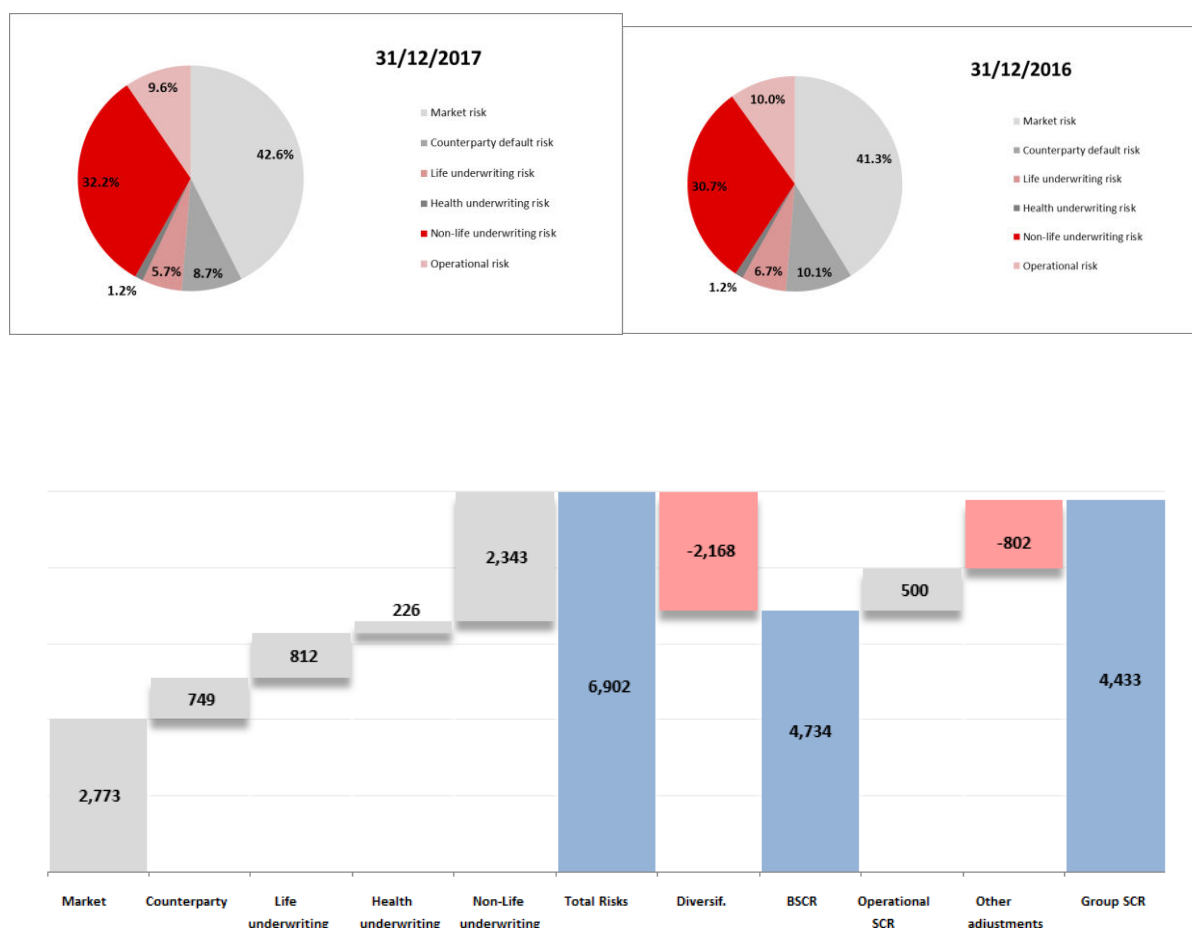 31/12/2017
9.6%
42.6%
32.2%
1.2%
5.7%
8.7%
Market risk
Counterparty default risk
Life underwriting risk
Health underwriting risk
Non-life underwriting risk
Operational risk
31/12/2016
10.0%
41.3%
30.7%
1.2%
6.7%
10.1%
Market risk
Counterparty default risk
Life underwriting risk
Health underwriting risk
Non-life underwriting risk
Operational risk
2,773
749
812
226
2,343
6,902
-2,168
4,734
500
-802
4,433
Market
Counterparty
Life
underwriting
Health
underwriting
Non-Life
underwriting
Total Risks
Diversif.
BSCR
Operational
SCR
Other
adjustments
Group SCR